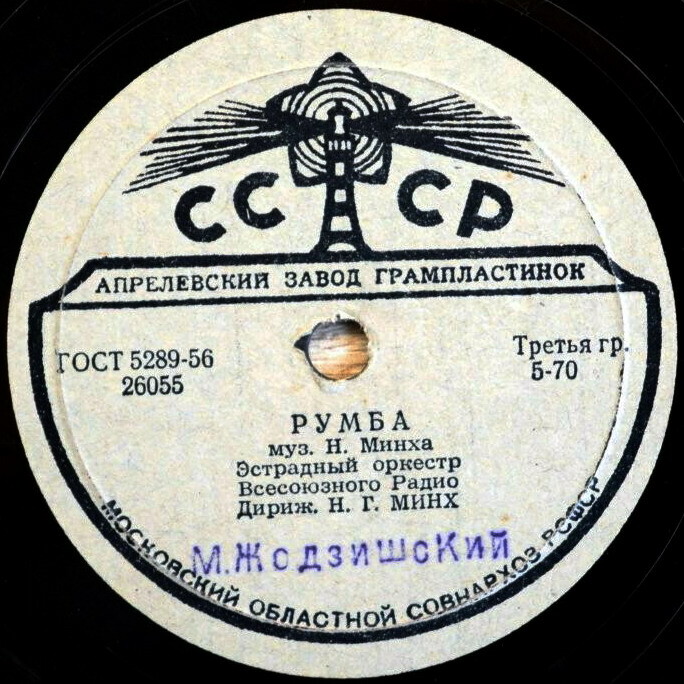 СССР
АПРЕЛЕВСКИЙ ЗАВОД ГРАМПЛАСТИНОК
ГОСТ 5289-56
26055
Третья гр.
5-70
РУМБА
муз. Н. Минха
Эстрадный оркестр
Всесоюзного Радио
Дириж. Н. Г. МИНХ
М.Жодзишский
МОСКОВСКИЙ ОБЛАСТНОЙ СОВНАРХОЗ РСФСР